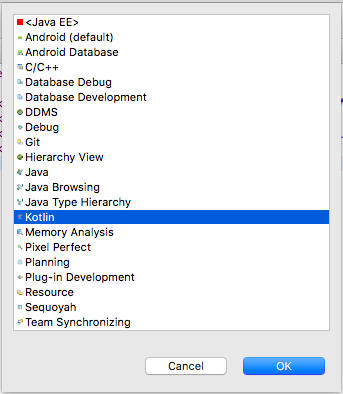 <Java EE>
Android (default)
Android Database
C/C++
Database Debug
Database Development
DDMS
Debug
Git
Hierarchy View
Java
Java Browsing
Java Type Hierarchy
Kotlin
Memory Analysis
Pixel Perfect
Planning
Plug-in Development
Resource
Sequoyah
Team Synchronizing
Cancel
OK